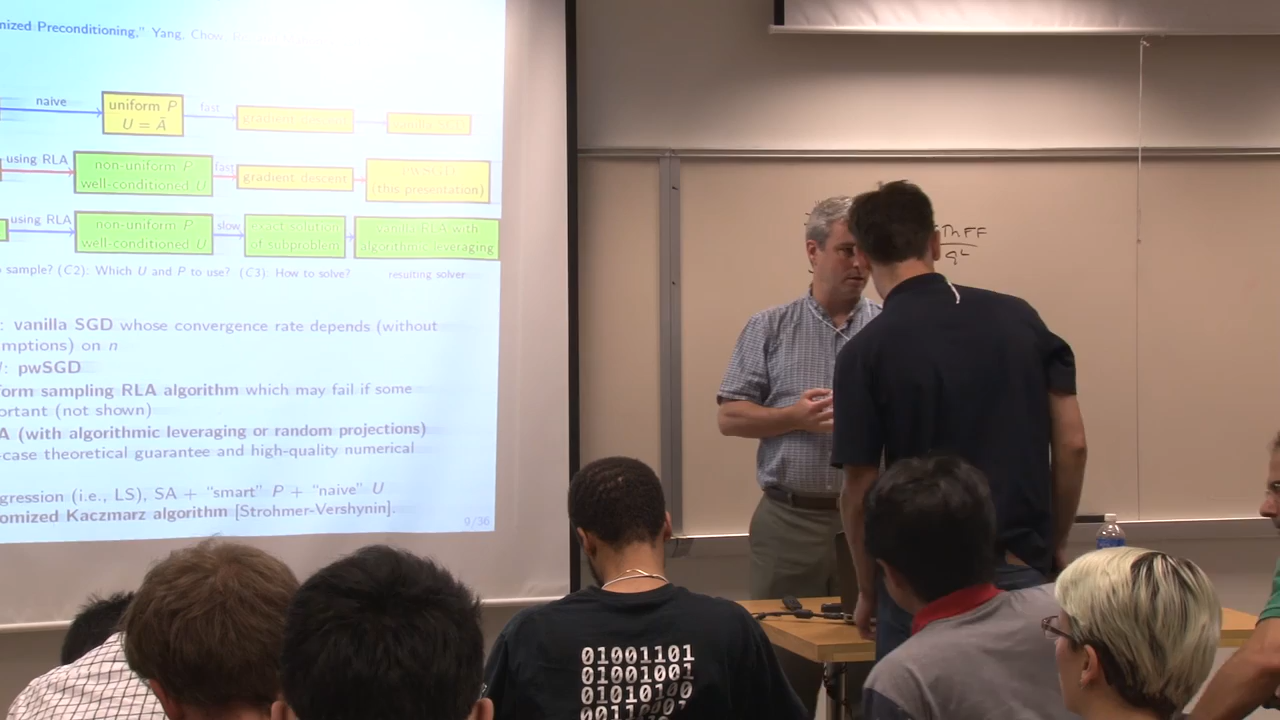 nized Preconditioning," Yang, Chow,
naive
uniform P
U = Ā
fast
gradient descent
vanilla SGD
using RLA
non-uniform P
well-conditioned U
fast
gradient descent
pwSGD
(this presentation)
using RLA
non-uniform P
well-conditioned U
slow
exact solution
of subproblem
vanilla RLA with
algorithmic leveraging
sample? (C2): Which U and P to use? (C3): How to solve?
resulting solver
: vanilla SGD whose convergence rate depends (without
mptions) on n
: pwSGD
form sampling RLA algorithm which may fail if some
ortant (not shown)
A (with algorithmic leveraging or random projections)
-case theoretical guarantee and high-quality numerical
gression (i.e., LS), SA + “smart” P + “naive” U
omized Kaczmarz algorithm [Strohmer-Vershynin].
9/36
01001101
01001001
01010100